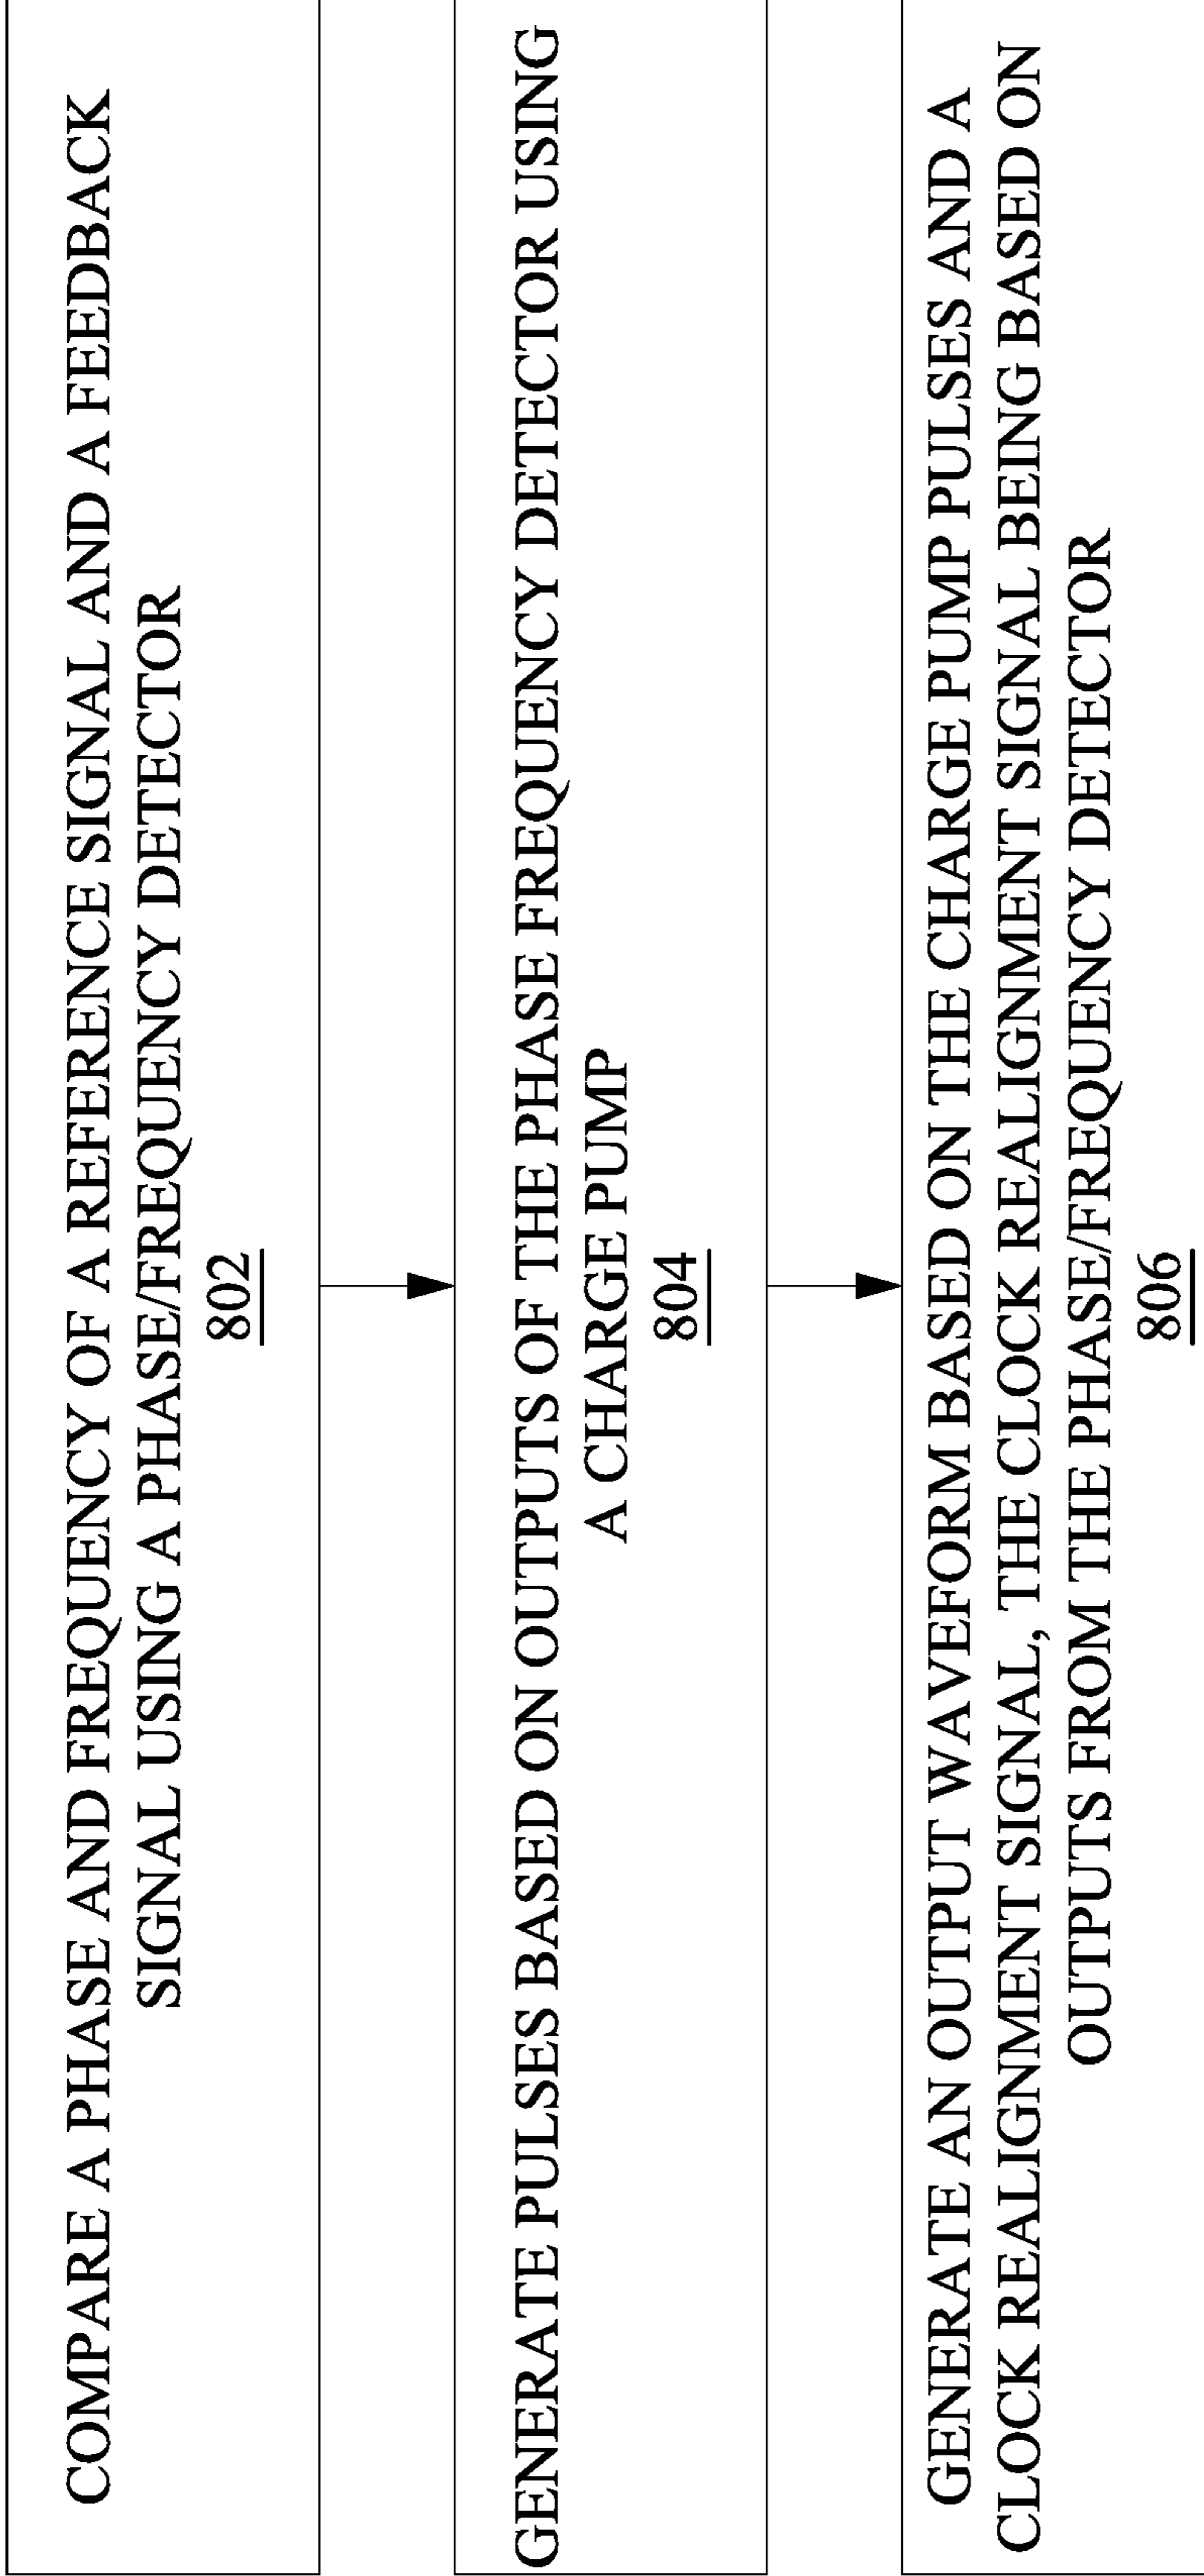 COMPARE A PHASE AND FREQUENCY OF A REFERENCE SIGNAL AND A FEEDBACK
SIGNAL USING A PHASE/FREQUENCY DETECTOR
802
GENERATE PULSES BASED ON OUTPUTS OF THE PHASE FREQUENCY DETECTOR USING
A CHARGE PUMP
804
GENERATE AN OUTPUT WAVEFORM BASED ON THE CHARGE PUMP PULSES AND A
CLOCK REALIGNMENT SIGNAL, THE CLOCK REALIGNMENT SIGNAL BEING BASED ON
OUTPUTS FROM THE PHASE/FREQUENCY DETECTOR
806